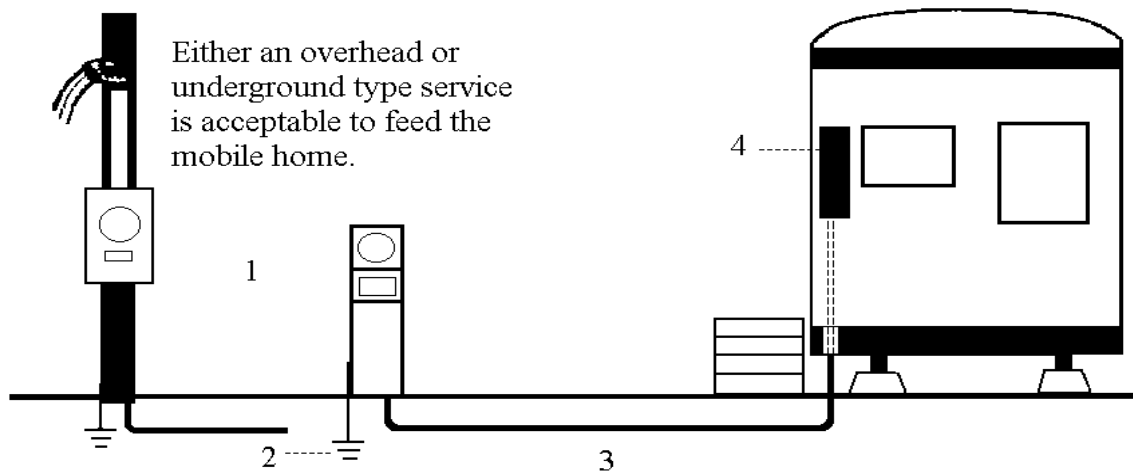 Either an overhead or
underground type service
is acceptable to feed the
mobile home.
4
1
2
3